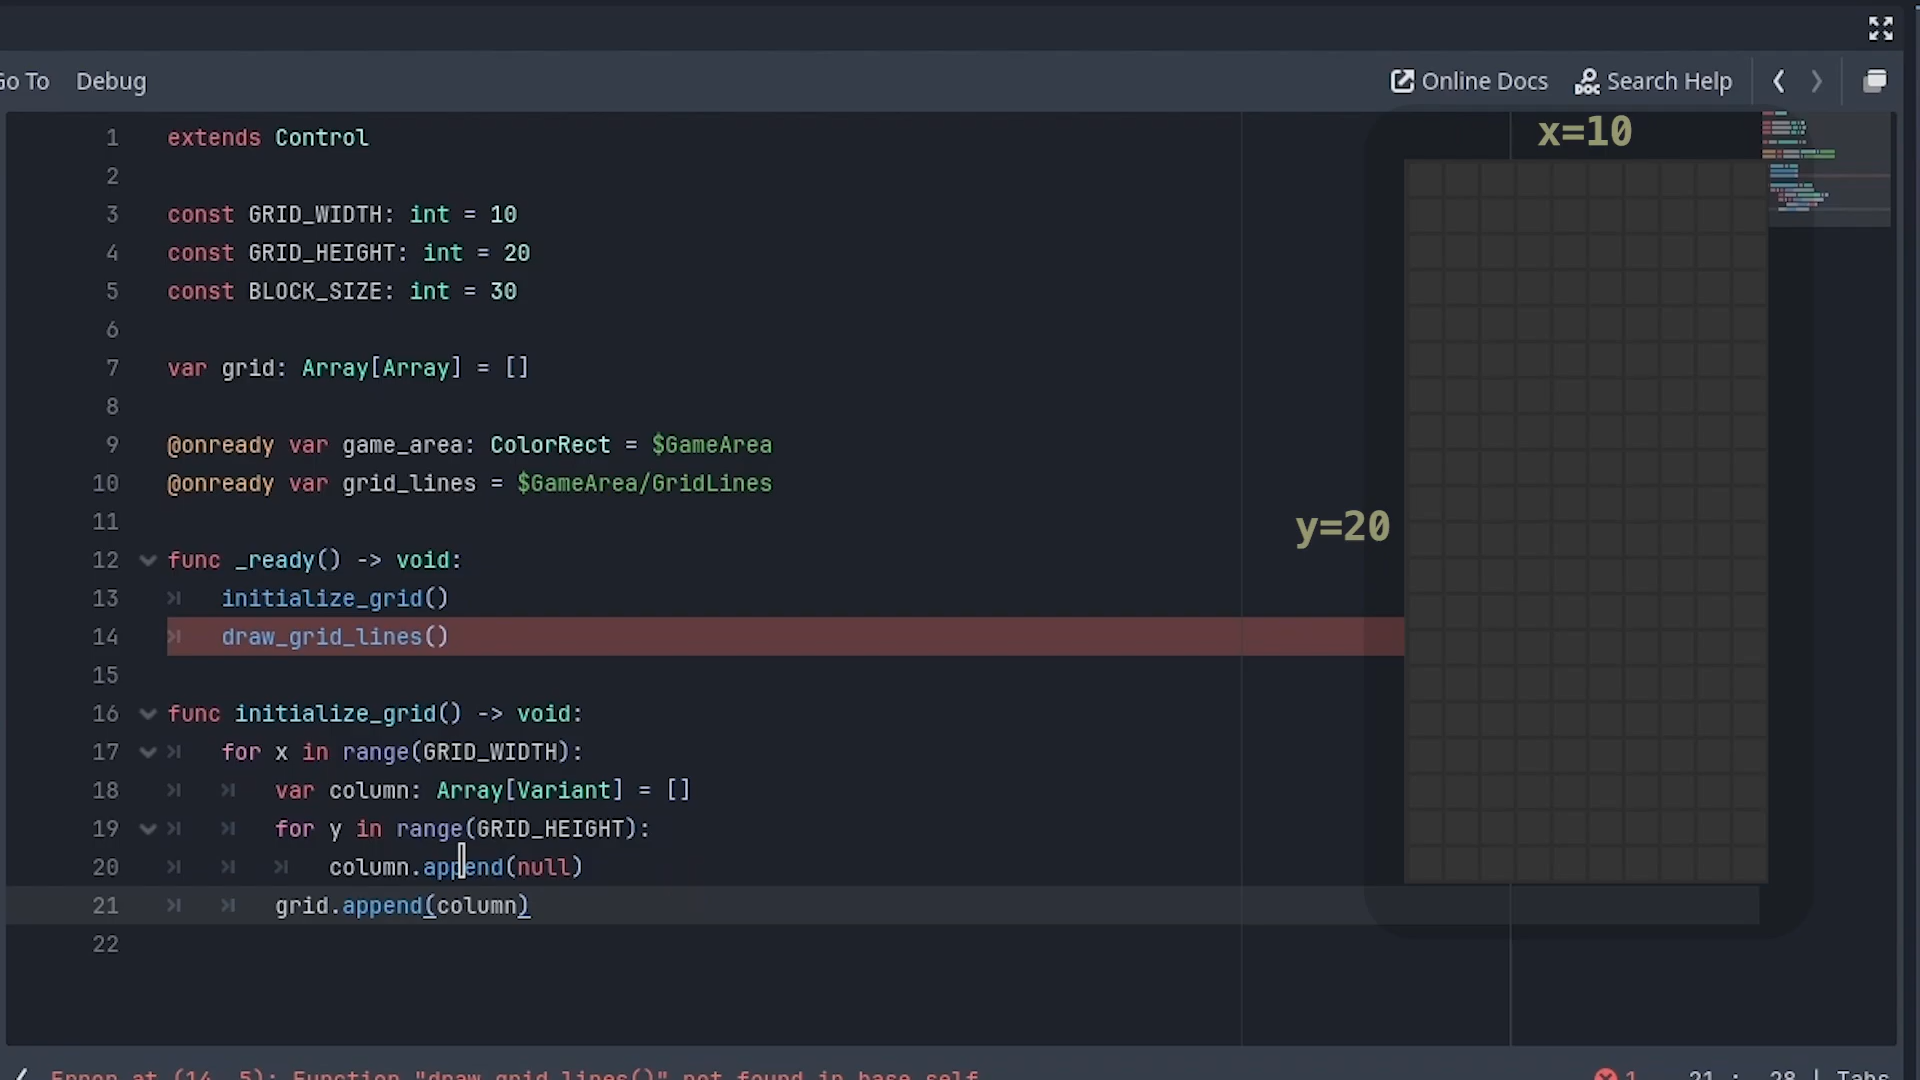 Go To Debug Online Docs Search Help
x=10
1 extends Control
2
3 const GRID_WIDTH: int = 10
4 const GRID_HEIGHT: int = 20
5 const BLOCK_SIZE: int = 30
6
7 var grid: Array[Array] = []
8
9 @onready var game_area: ColorRect = $GameArea
10 @onready var grid_lines = $GameArea/GridLines
11
y=20
12 func _ready() -> void:
13 initialize_grid()
14 draw_grid_lines()
15
16 func initialize_grid() -> void:
17 for x in range(GRID_WIDTH):
18 var column: Array[Variant] = []
19 for y in range(GRID_HEIGHT):
20 column.append(null)
21 grid.append(column)
22
Error at (14, 5): Function "draw_grid_lines()" not found in base self. 1 21 : 28 | Tabs